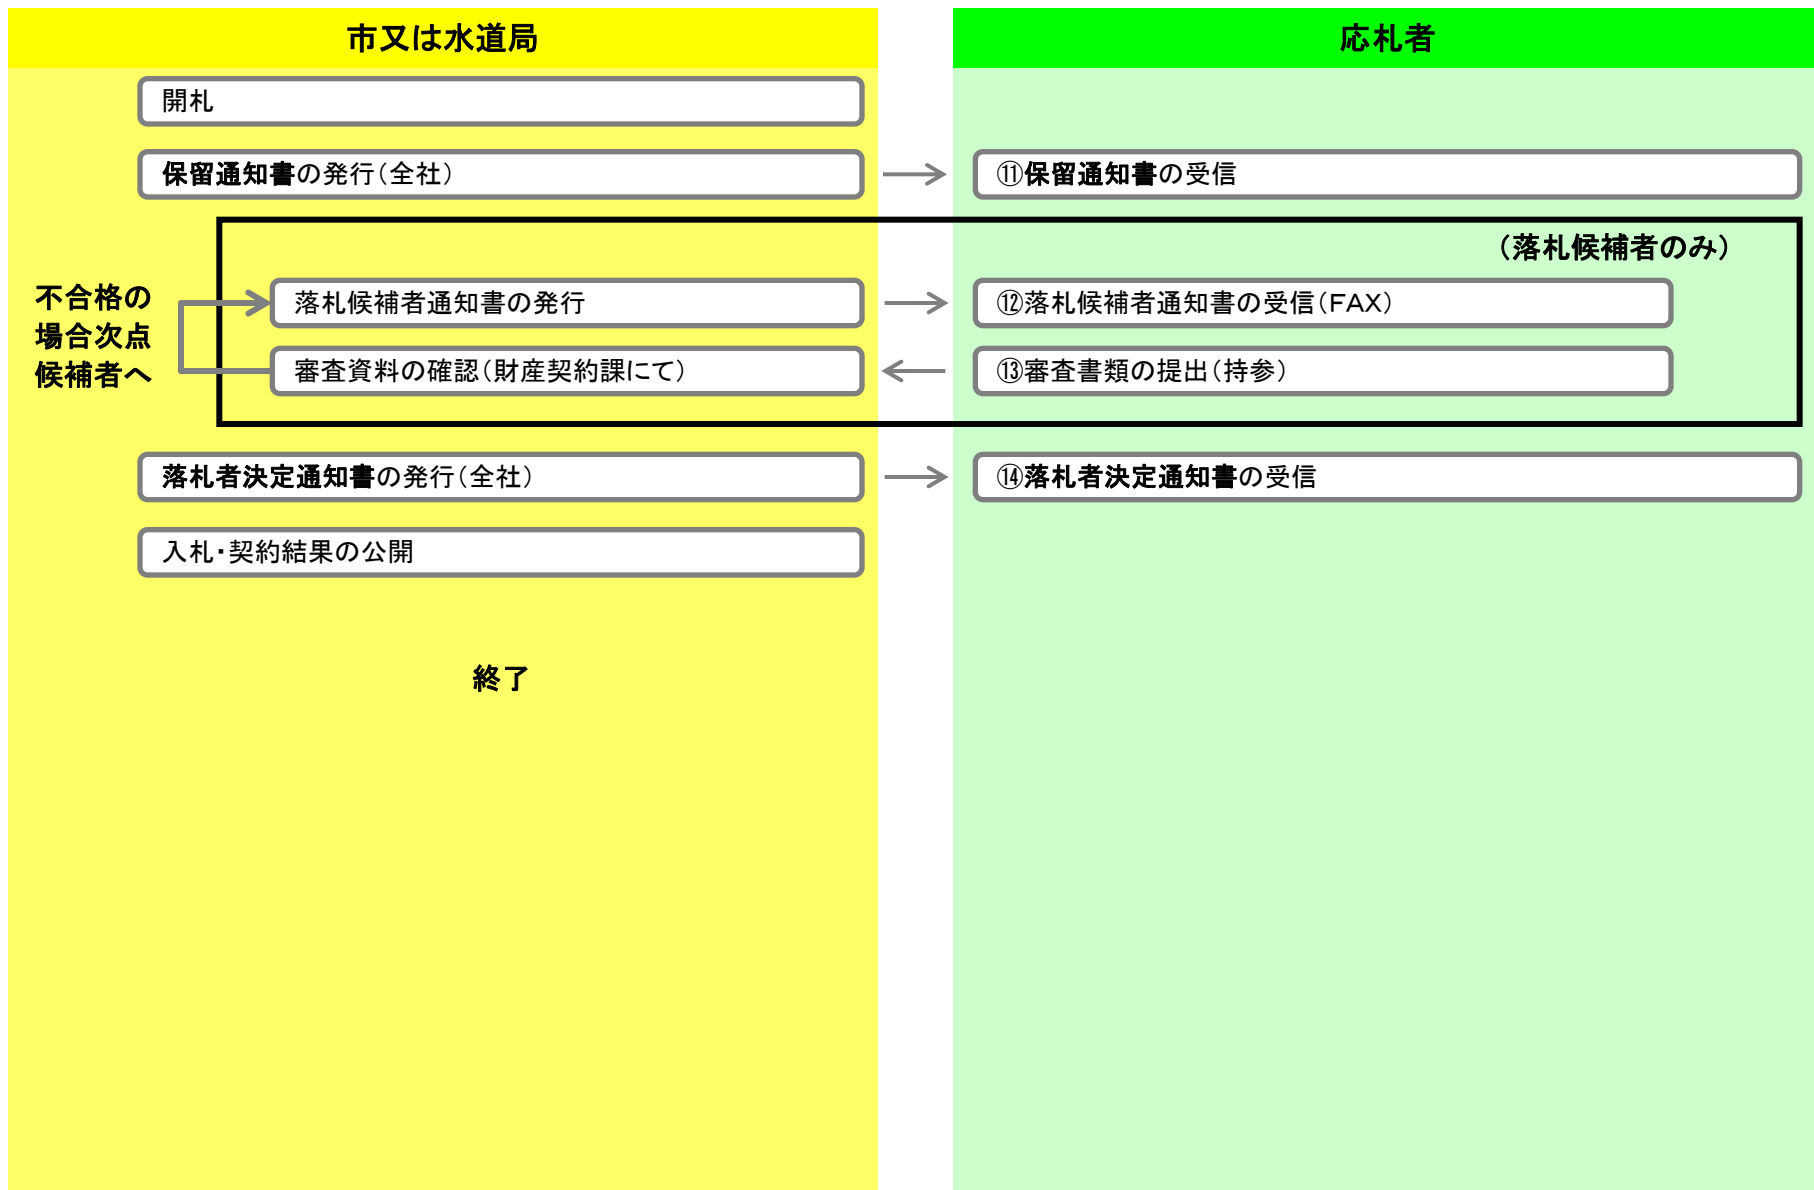 市又は水道局
応札者
開札
保留通知書の発行（全社）
⑪保留通知書の受信
（落札候補者のみ）
不合格の
場合次点
候補者へ
落札候補者通知書の発行
⑫落札候補者通知書の受信（FAX）
審査資料の確認（財産契約課にて）
⑬審査書類の提出（持参）
落札者決定通知書の発行（全社）
⑭落札者決定通知書の受信
入札・契約結果の公開
終了